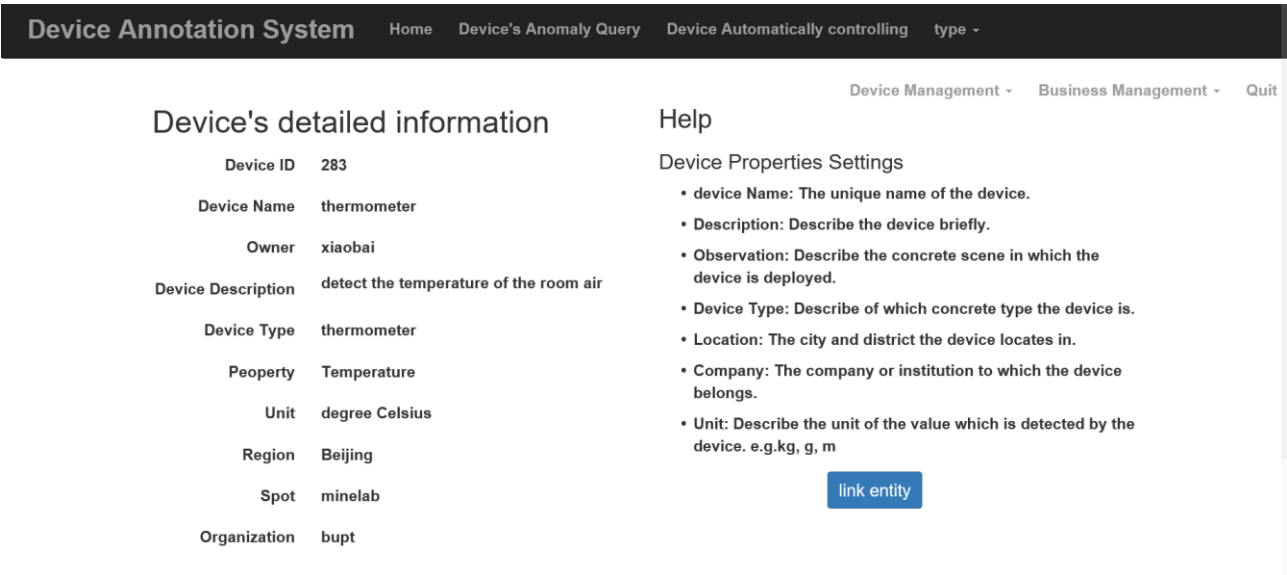 Device Annotation System Home Device's Anomaly Query Device Automatically controlling type
Device Management Business Management Quit
Device's detailed information
Device ID 283
Device Name thermometer
Owner xiaobai
Device Description detect the temperature of the room air
Device Type thermometer
Peoperty Temperature
Unit degree Celsius
Region Beijing
Spot minelab
Organization bupt
Help
Device Properties Settings
• device Name: The unique name of the device.
• Description: Describe the device briefly.
• Observation: Describe the concrete scene in which the
device is deployed.
• Device Type: Describe of which concrete type the device is.
• Location: The city and district the device locates in.
• Company: The company or institution to which the device
belongs.
• Unit: Describe the unit of the value which is detected by the
device. e.g.kg, g, m
link entity